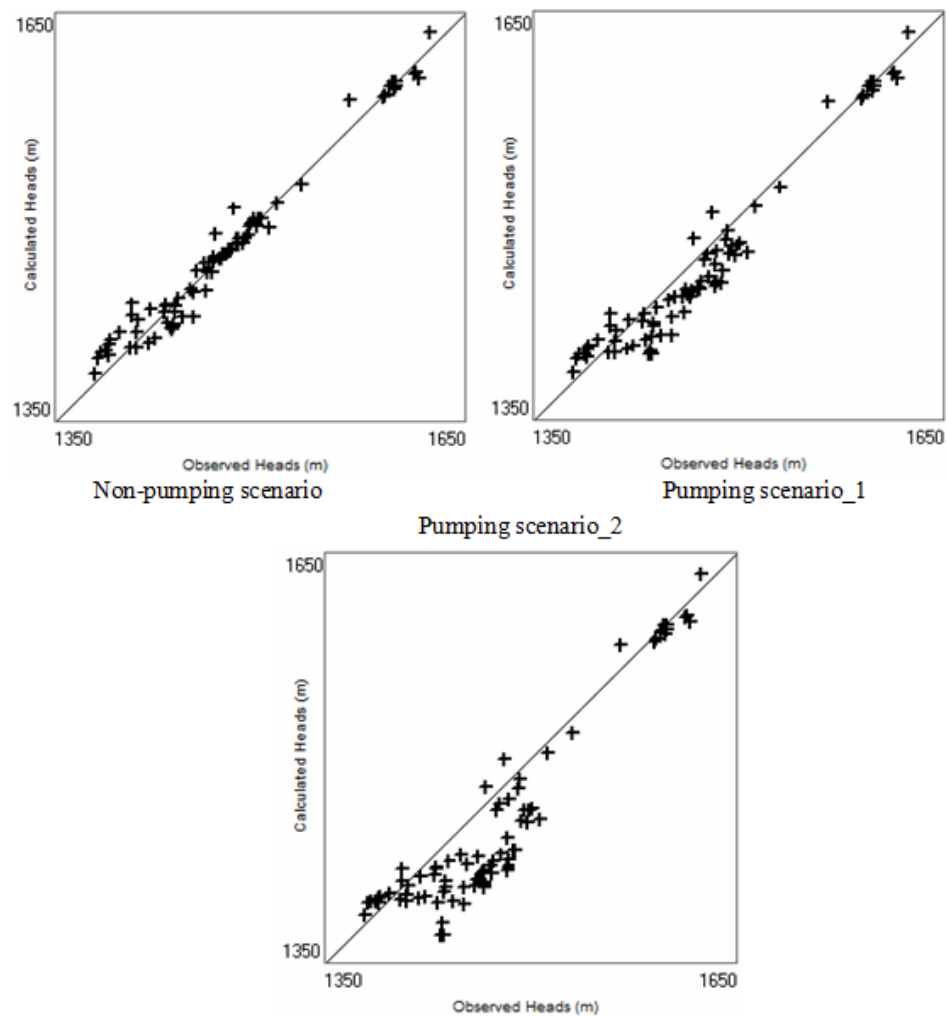 1650
Calculated Heads (m)
1350
1350
1650
Observed Heads (m)
Non-pumping scenario
1650
Calculated Heads (m)
1350
1350
1650
Observed Heads (m)
Pumping scenario_1
Pumping scenario_2
1650
Calculated Heads (m)
1350
1350
1650
Observed Heads (m)